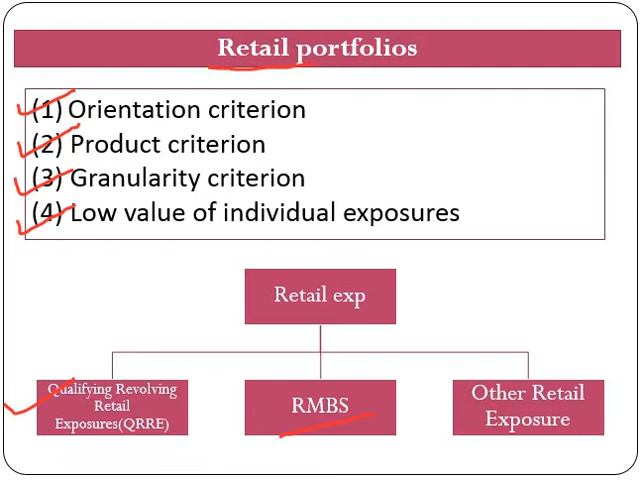 Retail portfolios
(1) Orientation criterion
(2) Product criterion
(3) Granularity criterion
(4) Low value of individual exposures
Retail exp
Qualifying Revolving
Retail
Exposures(QRRE)
RMBS
Other Retail
Exposure